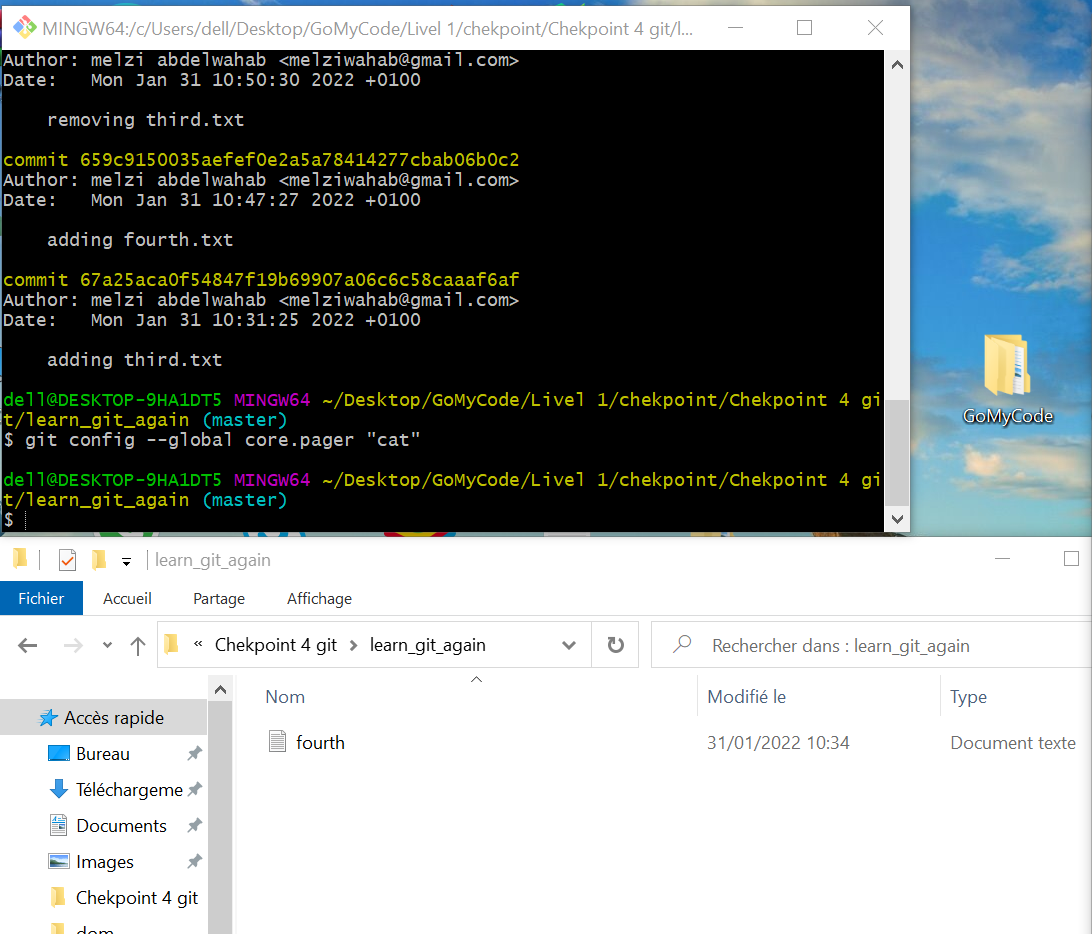 MINGW64:/c/Users/dell/Desktop/GoMyCode/Livel 1/chekpoint/Chekpoint 4 git/l...
Author: melzi abdelwahab <melziwahab@gmail.com>
Date:   Mon Jan 31 10:50:30 2022 +0100
removing third.txt
commit 659c9150035aefef0e2a5a78414277cbab06b0c2
Author: melzi abdelwahab <melziwahab@gmail.com>
Date:   Mon Jan 31 10:47:27 2022 +0100
adding fourth.txt
commit 67a25aca0f54847f19b69907a06c6c58caaaf6af
Author: melzi abdelwahab <melziwahab@gmail.com>
Date:   Mon Jan 31 10:31:25 2022 +0100
adding third.txt
dell@DESKTOP-9HA1DT5 MINGW64 ~/Desktop/GoMyCode/Livel 1/chekpoint/Chekpoint 4 gi
t/learn_git_again (master)
$ git config --global core.pager "cat"
dell@DESKTOP-9HA1DT5 MINGW64 ~/Desktop/GoMyCode/Livel 1/chekpoint/Chekpoint 4 gi
t/learn_git_again (master)
$
GoMyCode
learn_git_again
Fichier Accueil Partage Affichage
« Chekpoint 4 git > learn_git_again Rechercher dans : learn_git_again
Nom Modifié le Type
fourth 31/01/2022 10:34 Document texte
Accès rapide
Bureau
Téléchargeme
Documents
Images
Chekpoint 4 git
dom